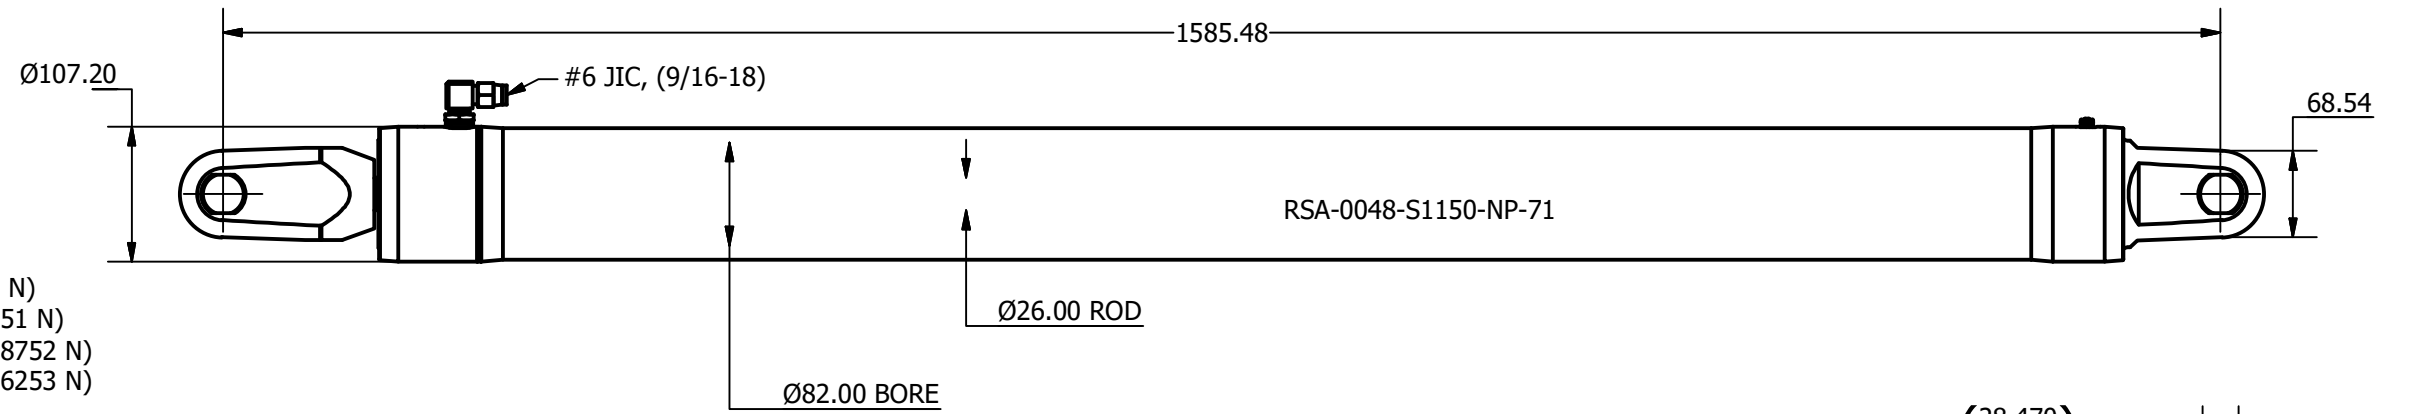 1585.48
Ø107.20
#6 JIC, (9/16-18)
68.54
RSA-0048-S1150-NP-71
N)
51 N)
8752 N)
6253 N)
Ø26.00 ROD
Ø82.00 BORE